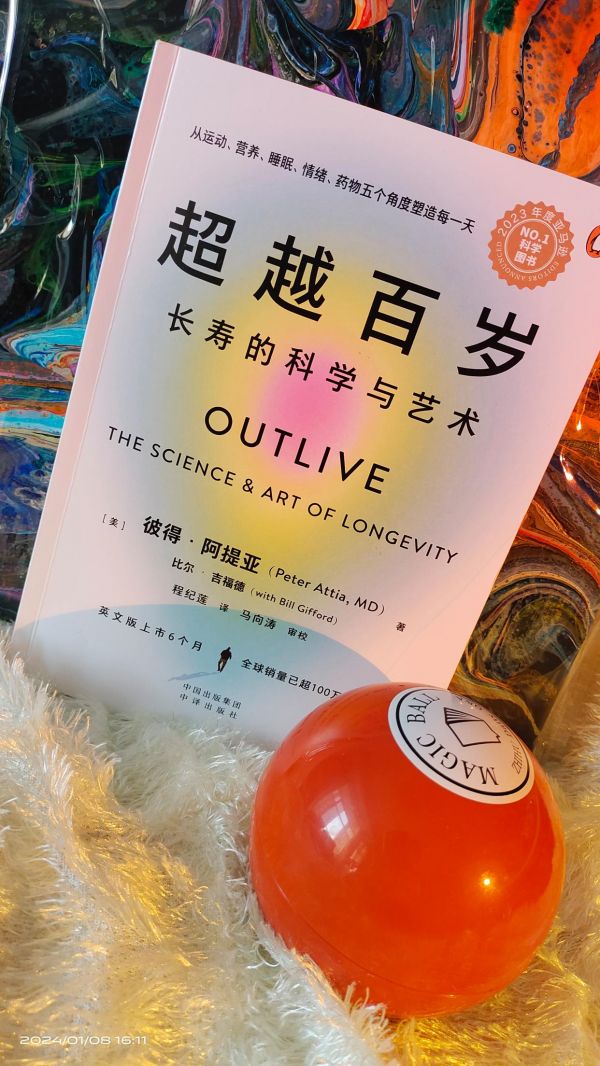 从运动、营养、睡眠、情绪、药物五个角度塑造每一天
2023年度亚马逊
NO.1
科学
图书
EDITORS ANNOUNCED
超越百岁
长寿的科学与艺术
OUTLIVE
THE SCIENCE & ART OF LONGEVITY
[美] 彼得·阿提亚 (Peter Attia, MD)
比尔·吉福德 (with Bill Gifford) 著
程纪莲 译 马向涛 审校
英文版上市6个月
全球销量已超100万
中国出版集团
中译出版社
MAGIC BALL
2024/01/08 16:11